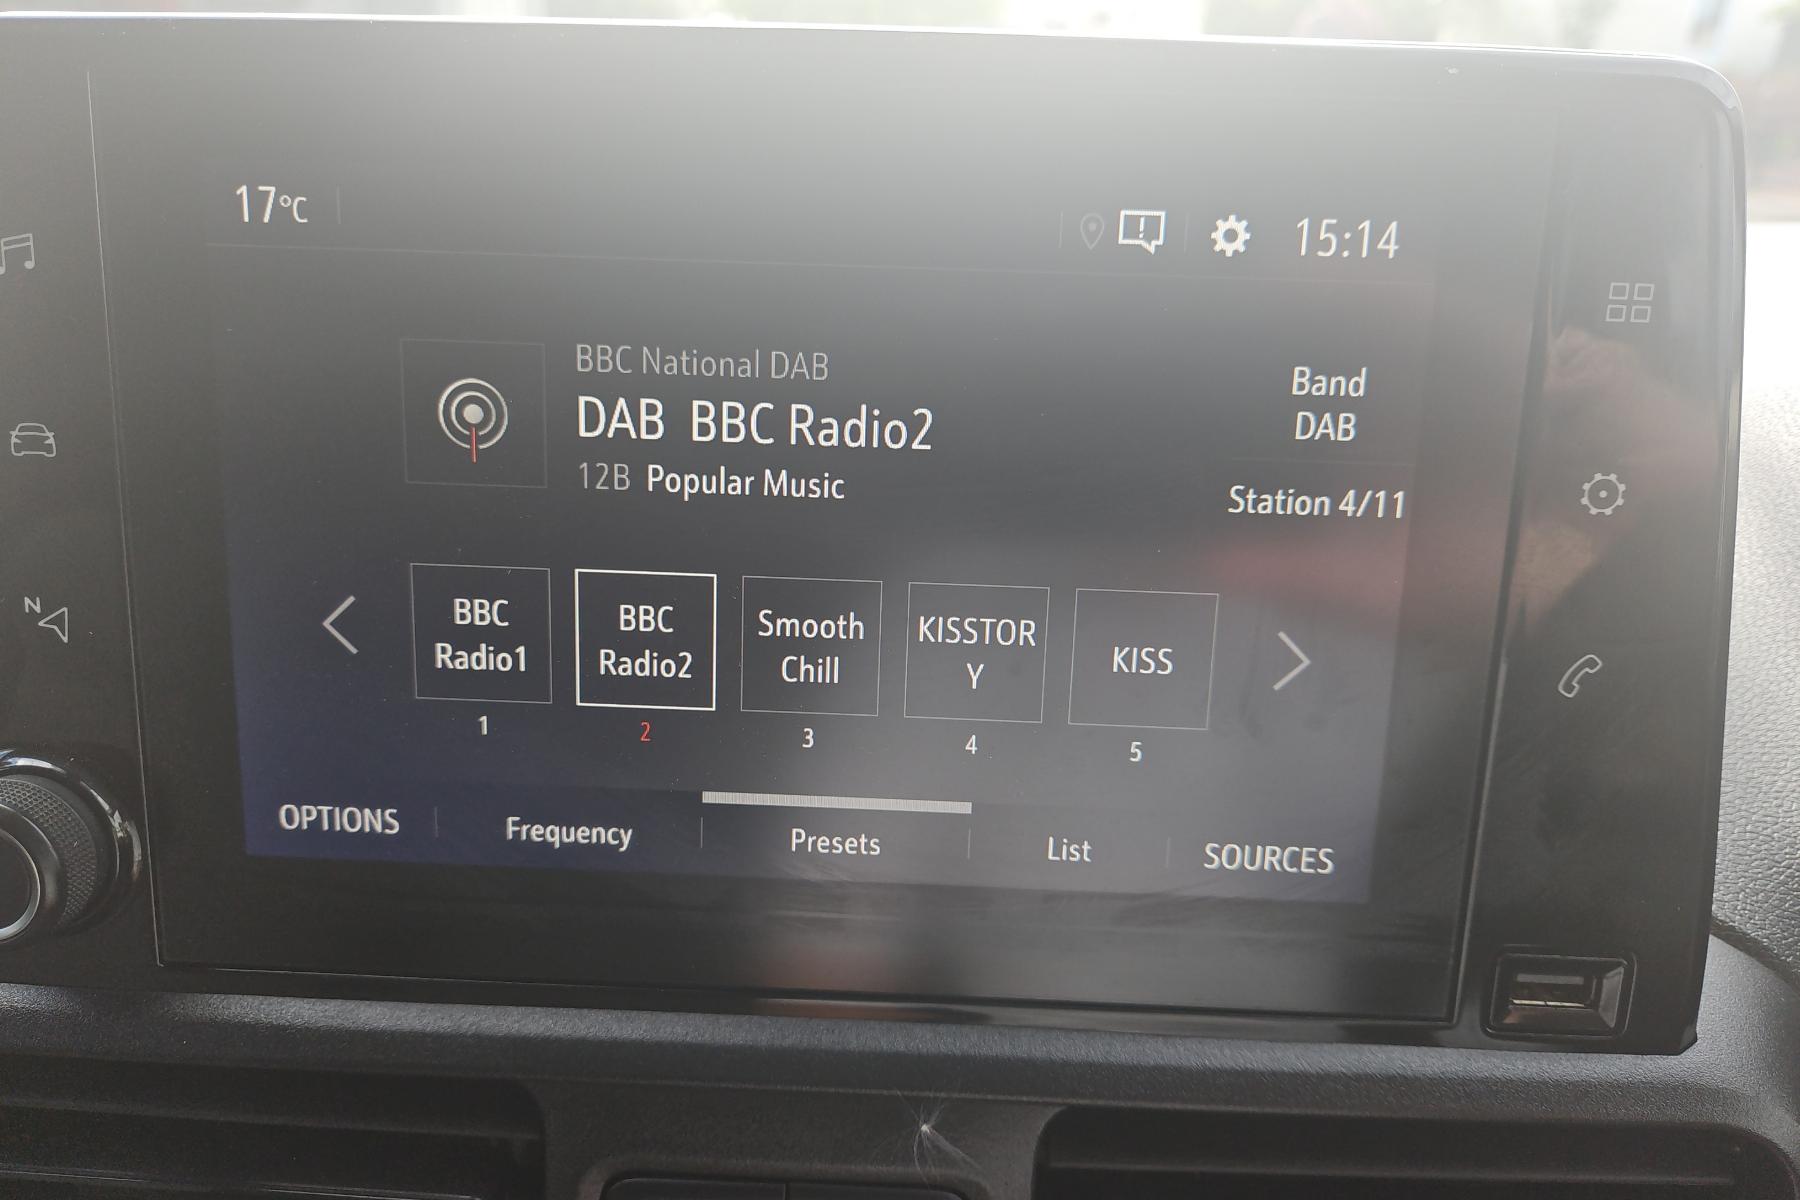 17°C
15:14
BBC National DAB
DAB BBC Radio2
12B Popular Music
Band
DAB
Station 4/11
N
BBC
Radio1
BBC
Radio2
Smooth
Chill
KISSTOR
Y
KISS
1
2
3
4
5
OPTIONS
Frequency
Presets
List
SOURCES